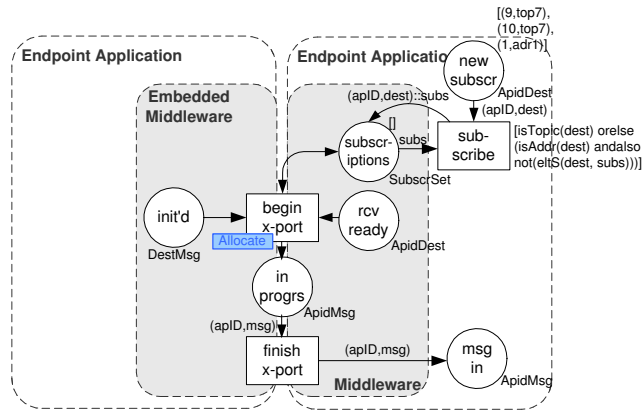 [(9,top7),
(10,top7),
(1,adr1)]
Endpoint Application
Endpoint Application
new
subscr
ApidDest
(apID,dest)::subs
(apID,dest)
Embedded
Middleware
[]
subscr-
iptions
subs
SubscrSet
sub-
scribe
[isTopic(dest) orelse
(isAddr(dest) andalso
not(eltS(dest, subs)))]
init'd
DestMsg
begin
x-port
Allocate
rcv
ready
ApidDest
in
progrs
ApidMsg
(apID,msg)
finish
x-port
(apID,msg)
msg
in
ApidMsg
Middleware